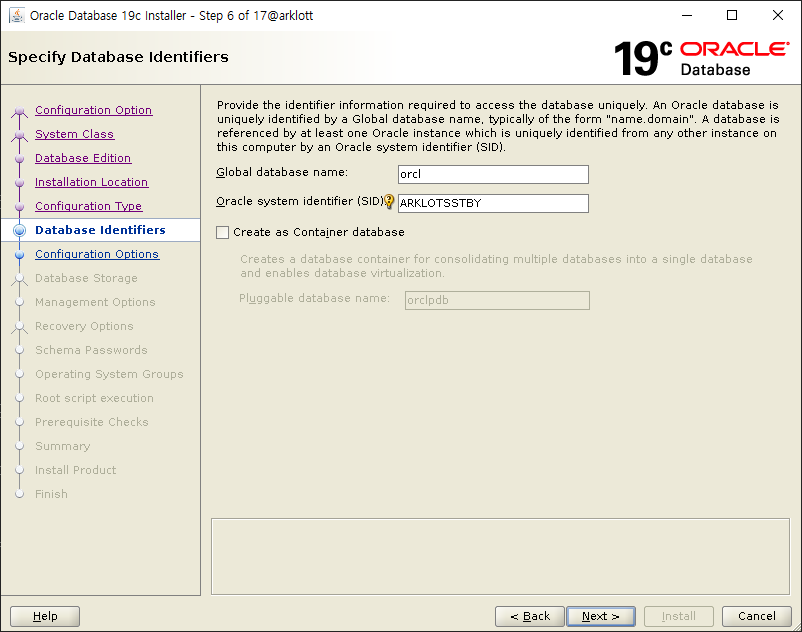 Oracle Database 19c Installer - Step 6 of 17@arklott
Specify Database Identifiers
19c ORACLE
Database
Configuration Option
System Class
Database Edition
Installation Location
Configuration Type
Database Identifiers
Configuration Options
Database Storage
Management Options
Recovery Options
Schema Passwords
Operating System Groups
Root script execution
Prerequisite Checks
Summary
Install Product
Finish
Provide the identifier information required to access the database uniquely. An Oracle database is
uniquely identified by a Global database name, typically of the form "name.domain". A database is
referenced by at least one Oracle instance which is uniquely identified from any other instance on
this computer by an Oracle system identifier (SID).
Global database name: orcl
Oracle system identifier (SID) ARKLOTSSTBY
Create as Container database
Creates a database container for consolidating multiple databases into a single database
and enables database virtualization.
Pluggable database name: orclpdb
Help < Back Next > Install Cancel